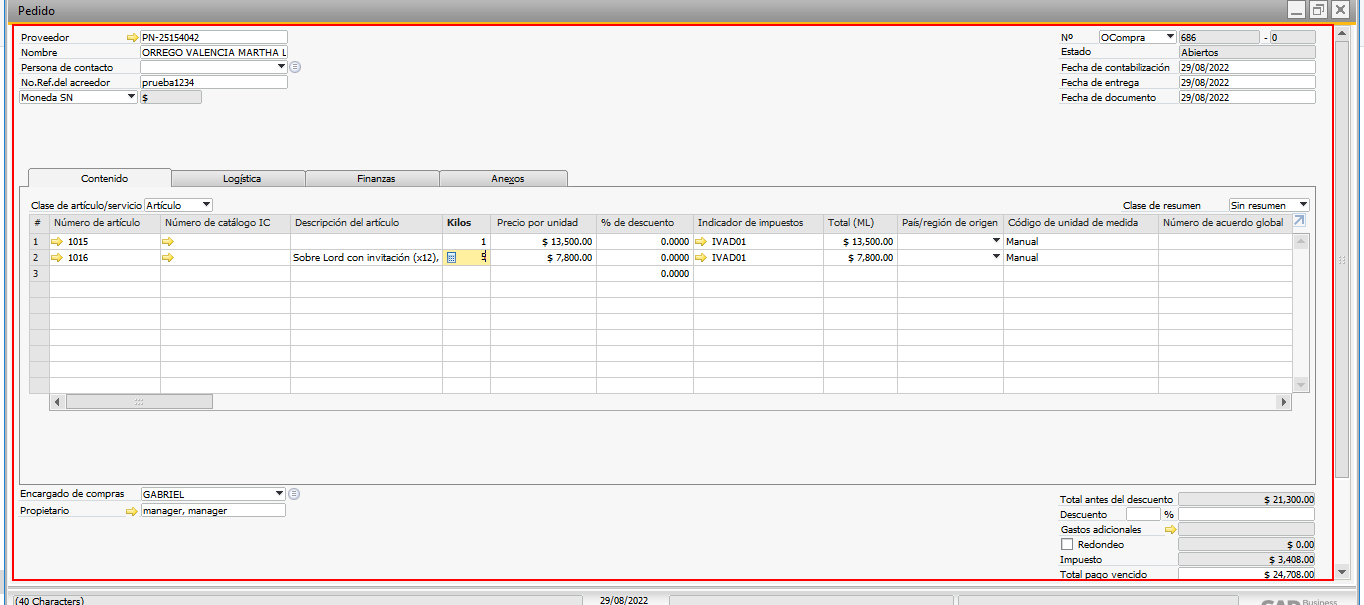 Pedido
Proveedor PN-25154042
Nombre ORREGO VALENCIA MARTHA L
Persona de contacto
No.Ref.del acreedor prueba1234
Moneda SN $
Nº OCompra 686 - 0
Estado Abiertos
Fecha de contabilización 29/08/2022
Fecha de entrega 29/08/2022
Fecha de documento 29/08/2022
Contenido Logística Finanzas Anexos
Clase de artículo/servicio Artículo Clase de resumen Sin resumen
# Número de artículo Número de catálogo IC Descripción del artículo Kilos Precio por unidad % de descuento Indicador de impuestos Total (ML) País/región de origen Código de unidad de medida Número de acuerdo global
1 1015 1 $ 13,500.00 0.0000 IVAD01 $ 13,500.00 Manual
2 1016 Sobre Lord con invitación (x12), 5 $ 7,800.00 0.0000 IVAD01 $ 7,800.00 Manual
3 0.0000
Encargado de compras GABRIEL
Propietario manager, manager
Total antes del descuento $ 21,300.00
Descuento %
Gastos adicionales
Redondeo $ 0.00
Impuesto $ 3,408.00
Total pago vencido $ 24,708.00
(40 Characters) 29/08/2022
SAP Business